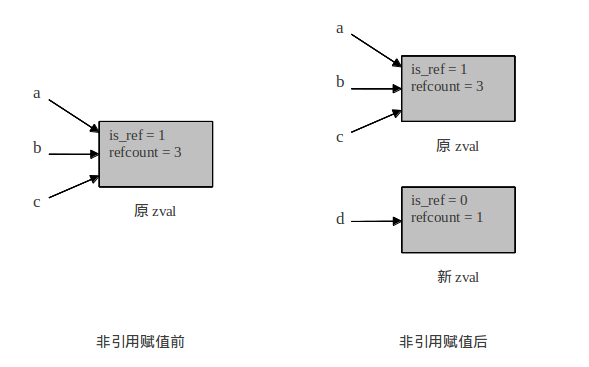 a
b
c
is_ref = 1
refcount = 3
原 zval
非引用赋值前
a
b
c
is_ref = 1
refcount = 3
原 zval
d
is_ref = 0
refcount = 1
新 zval
非引用赋值后